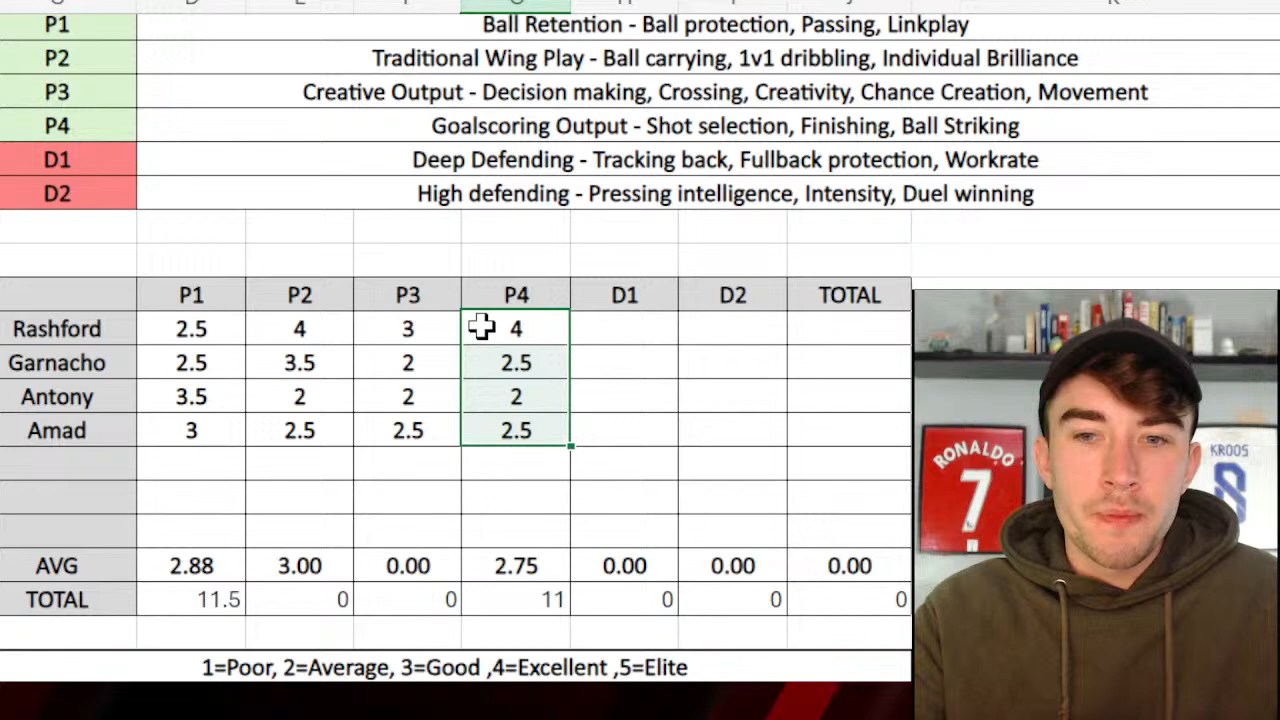 P1 Ball Retention - Ball protection, Passing, Linkplay
P2 Traditional Wing Play - Ball carrying, 1v1 dribbling, Individual Brilliance
P3 Creative Output - Decision making, Crossing, Creativity, Chance Creation, Movement
P4 Goalscoring Output - Shot selection, Finishing, Ball Striking
D1 Deep Defending - Tracking back, Fullback protection, Workrate
D2 High defending - Pressing intelligence, Intensity, Duel winning
P1 P2 P3 P4 D1 D2 TOTAL
Rashford 2.5 4 3 4
Garnacho 2.5 3.5 2 2.5
Antony 3.5 2 2 2
Amad 3 2.5 2.5 2.5
AVG 2.88 3.00 0.00 2.75 0.00 0.00 0.00
TOTAL 11.5 0 0 11 0 0 0
1=Poor, 2=Average, 3=Good ,4=Excellent ,5=Elite
RONALDO
7
KROOS
8